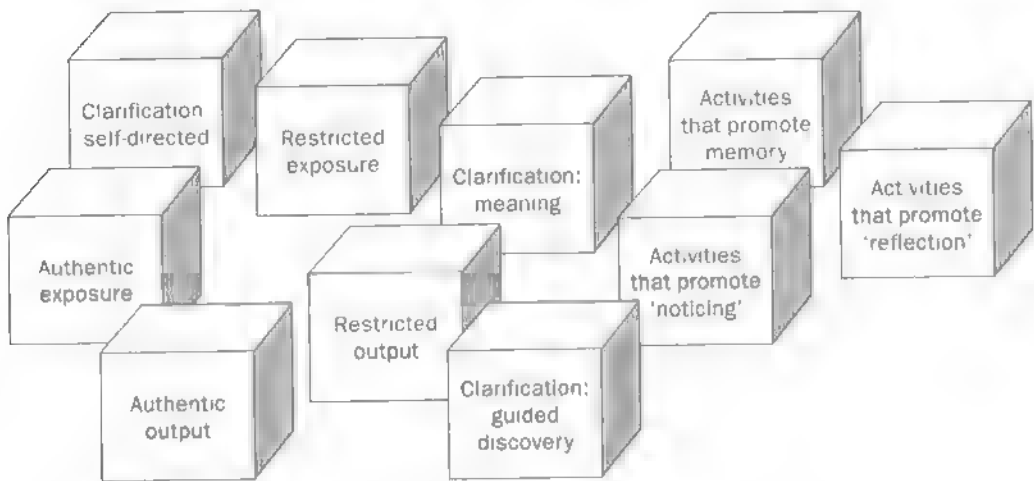 Clarification
self-directed
Restricted
exposure
Clarification:
meaning
Activities
that promote
memory
Activities
that promote
'reflection'
Authentic
exposure
Restricted
output
Activities
that promote
'noticing'
Authentic
output
Clarification:
guided
discovery